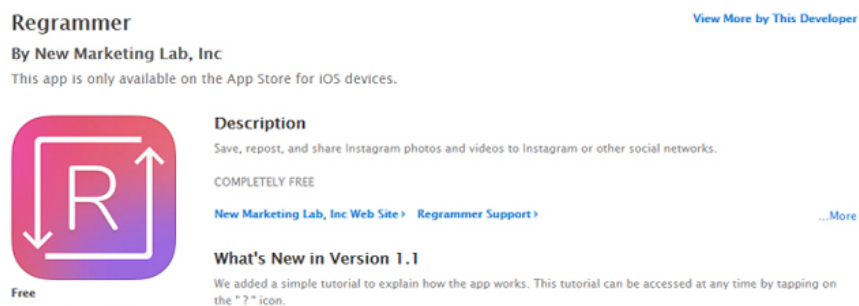 Regrammer
View More by This Developer
By New Marketing Lab, Inc
This app is only available on the App Store for iOS devices.
R
Description
Save, repost, and share Instagram photos and videos to Instagram or other social networks.
COMPLETELY FREE
New Marketing Lab, Inc Web Site
Regrammer Support
...More
What's New in Version 1.1
We added a simple tutorial to explain how the app works. This tutorial can be accessed at any time by tapping on
the " ? " icon.
Free